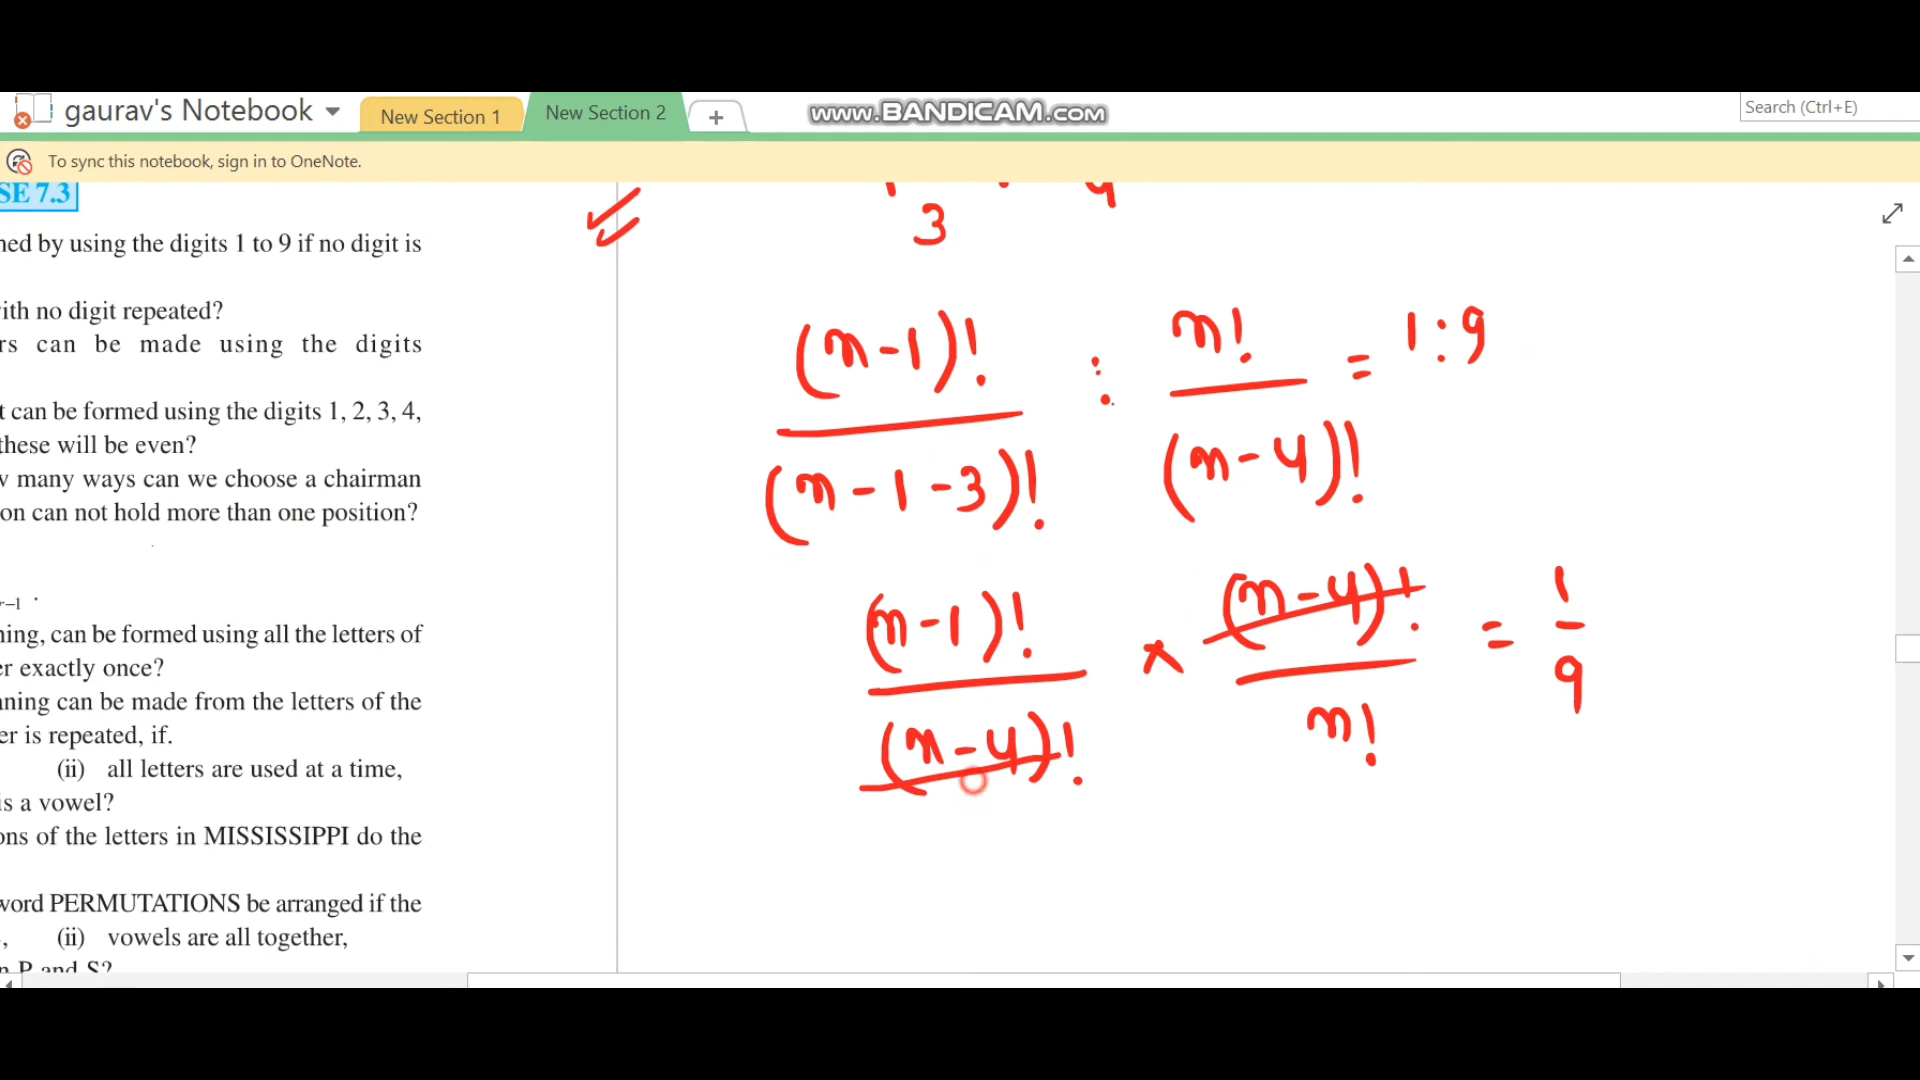 gaurav's Notebook
New Section 1
New Section 2
+
www.BANDICAM.com
Search (Ctrl+E)
To sync this notebook, sign in to OneNote.
SE 7.3
ned by using the digits 1 to 9 if no digit is
ith no digit repeated?
rs can be made using the digits
t can be formed using the digits 1, 2, 3, 4,
these will be even?
v many ways can we choose a chairman
on can not hold more than one position?
r–1 .
ning, can be formed using all the letters of
er exactly once?
ning can be made from the letters of the
er is repeated, if.
(ii) all letters are used at a time,
is a vowel?
ons of the letters in MISSISSIPPI do the
word PERMUTATIONS be arranged if the
(ii) vowels are all together,
n P and S?
3 4
(n-1)! : n! = 1:9
(n-1-3)! (n-4)!
(n-1)! × (n-4)! = 1
(n-4)! n! 9